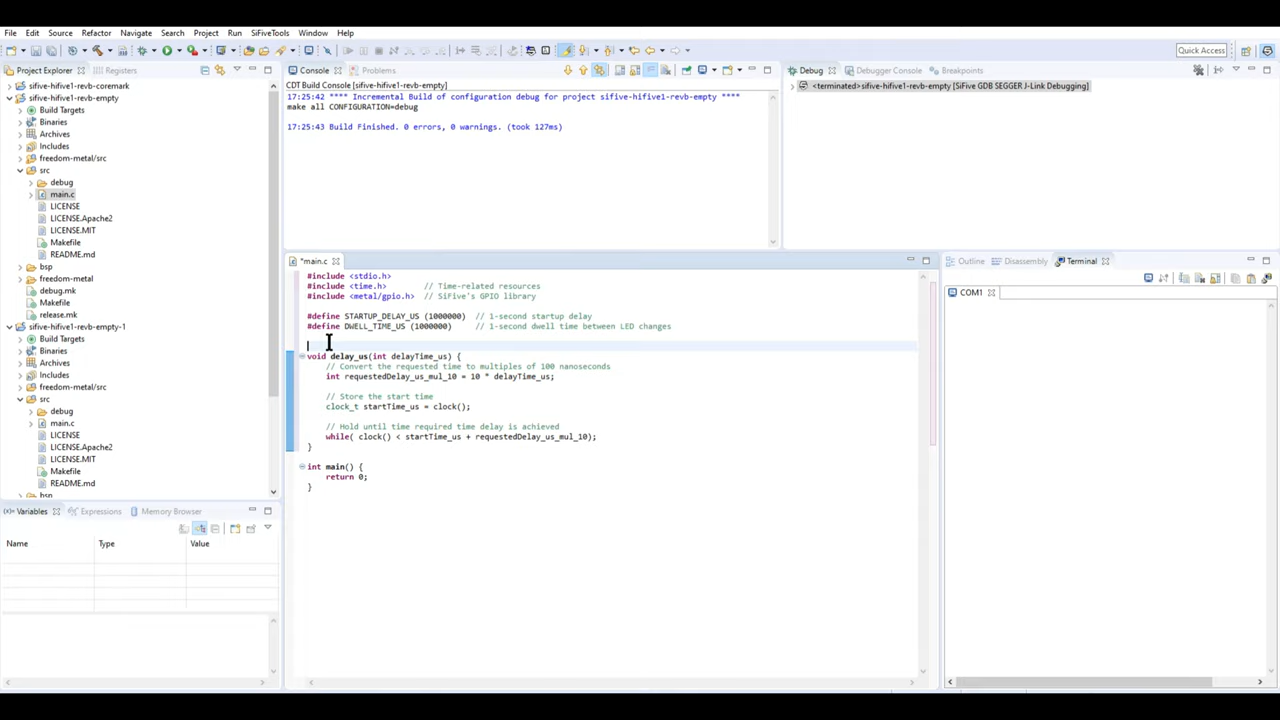 File Edit Source Refactor Navigate Search Project Run SiFiveTools Window Help
Quick Access
Project Explorer Registers
sifive-hifive1-revb-coremark
sifive-hifive1-revb-empty
Build Targets
Binaries
Archives
Includes
freedom-metal/src
src
debug
main.c
LICENSE
LICENSE.Apache2
LICENSE.MIT
Makefile
README.md
bsp
freedom-metal
debug.mk
Makefile
release.mk
sifive-hifive1-revb-empty-1
Build Targets
Binaries
Archives
Includes
freedom-metal/src
src
debug
main.c
LICENSE
LICENSE.Apache2
LICENSE.MIT
Makefile
README.md
bsp
Console Problems
CDT Build Console [sifive-hifive1-revb-empty]
17:25:42 **** Incremental Build of configuration debug for project sifive-hifive1-revb-empty ****
make all CONFIGURATION=debug
17:25:43 Build Finished. 0 errors, 0 warnings. (took 127ms)
Debug Debugger Console Breakpoints
<terminated>sifive-hifive1-revb-empty [SiFive GDB SEGGER J-Link Debugging]
*main.c
#include <stdio.h>
#include <time.h> // Time-related resources
#include <metal/gpio.h> // SiFive's GPIO library
#define STARTUP_DELAY_US (1000000) // 1-second startup delay
#define DWELL_TIME_US (1000000) // 1-second dwell time between LED changes
void delay_us(int delayTime_us) {
// Convert the requested time to multiples of 100 nanoseconds
int requestedDelay_us_mul_10 = 10 * delayTime_us;
// Store the start time
clock_t startTime_us = clock();
// Hold until time required time delay is achieved
while( clock() < startTime_us + requestedDelay_us_mul_10);
}
int main() {
return 0;
}
Outline Disassembly Terminal
COM1
Variables Expressions Memory Browser
Name Type Value